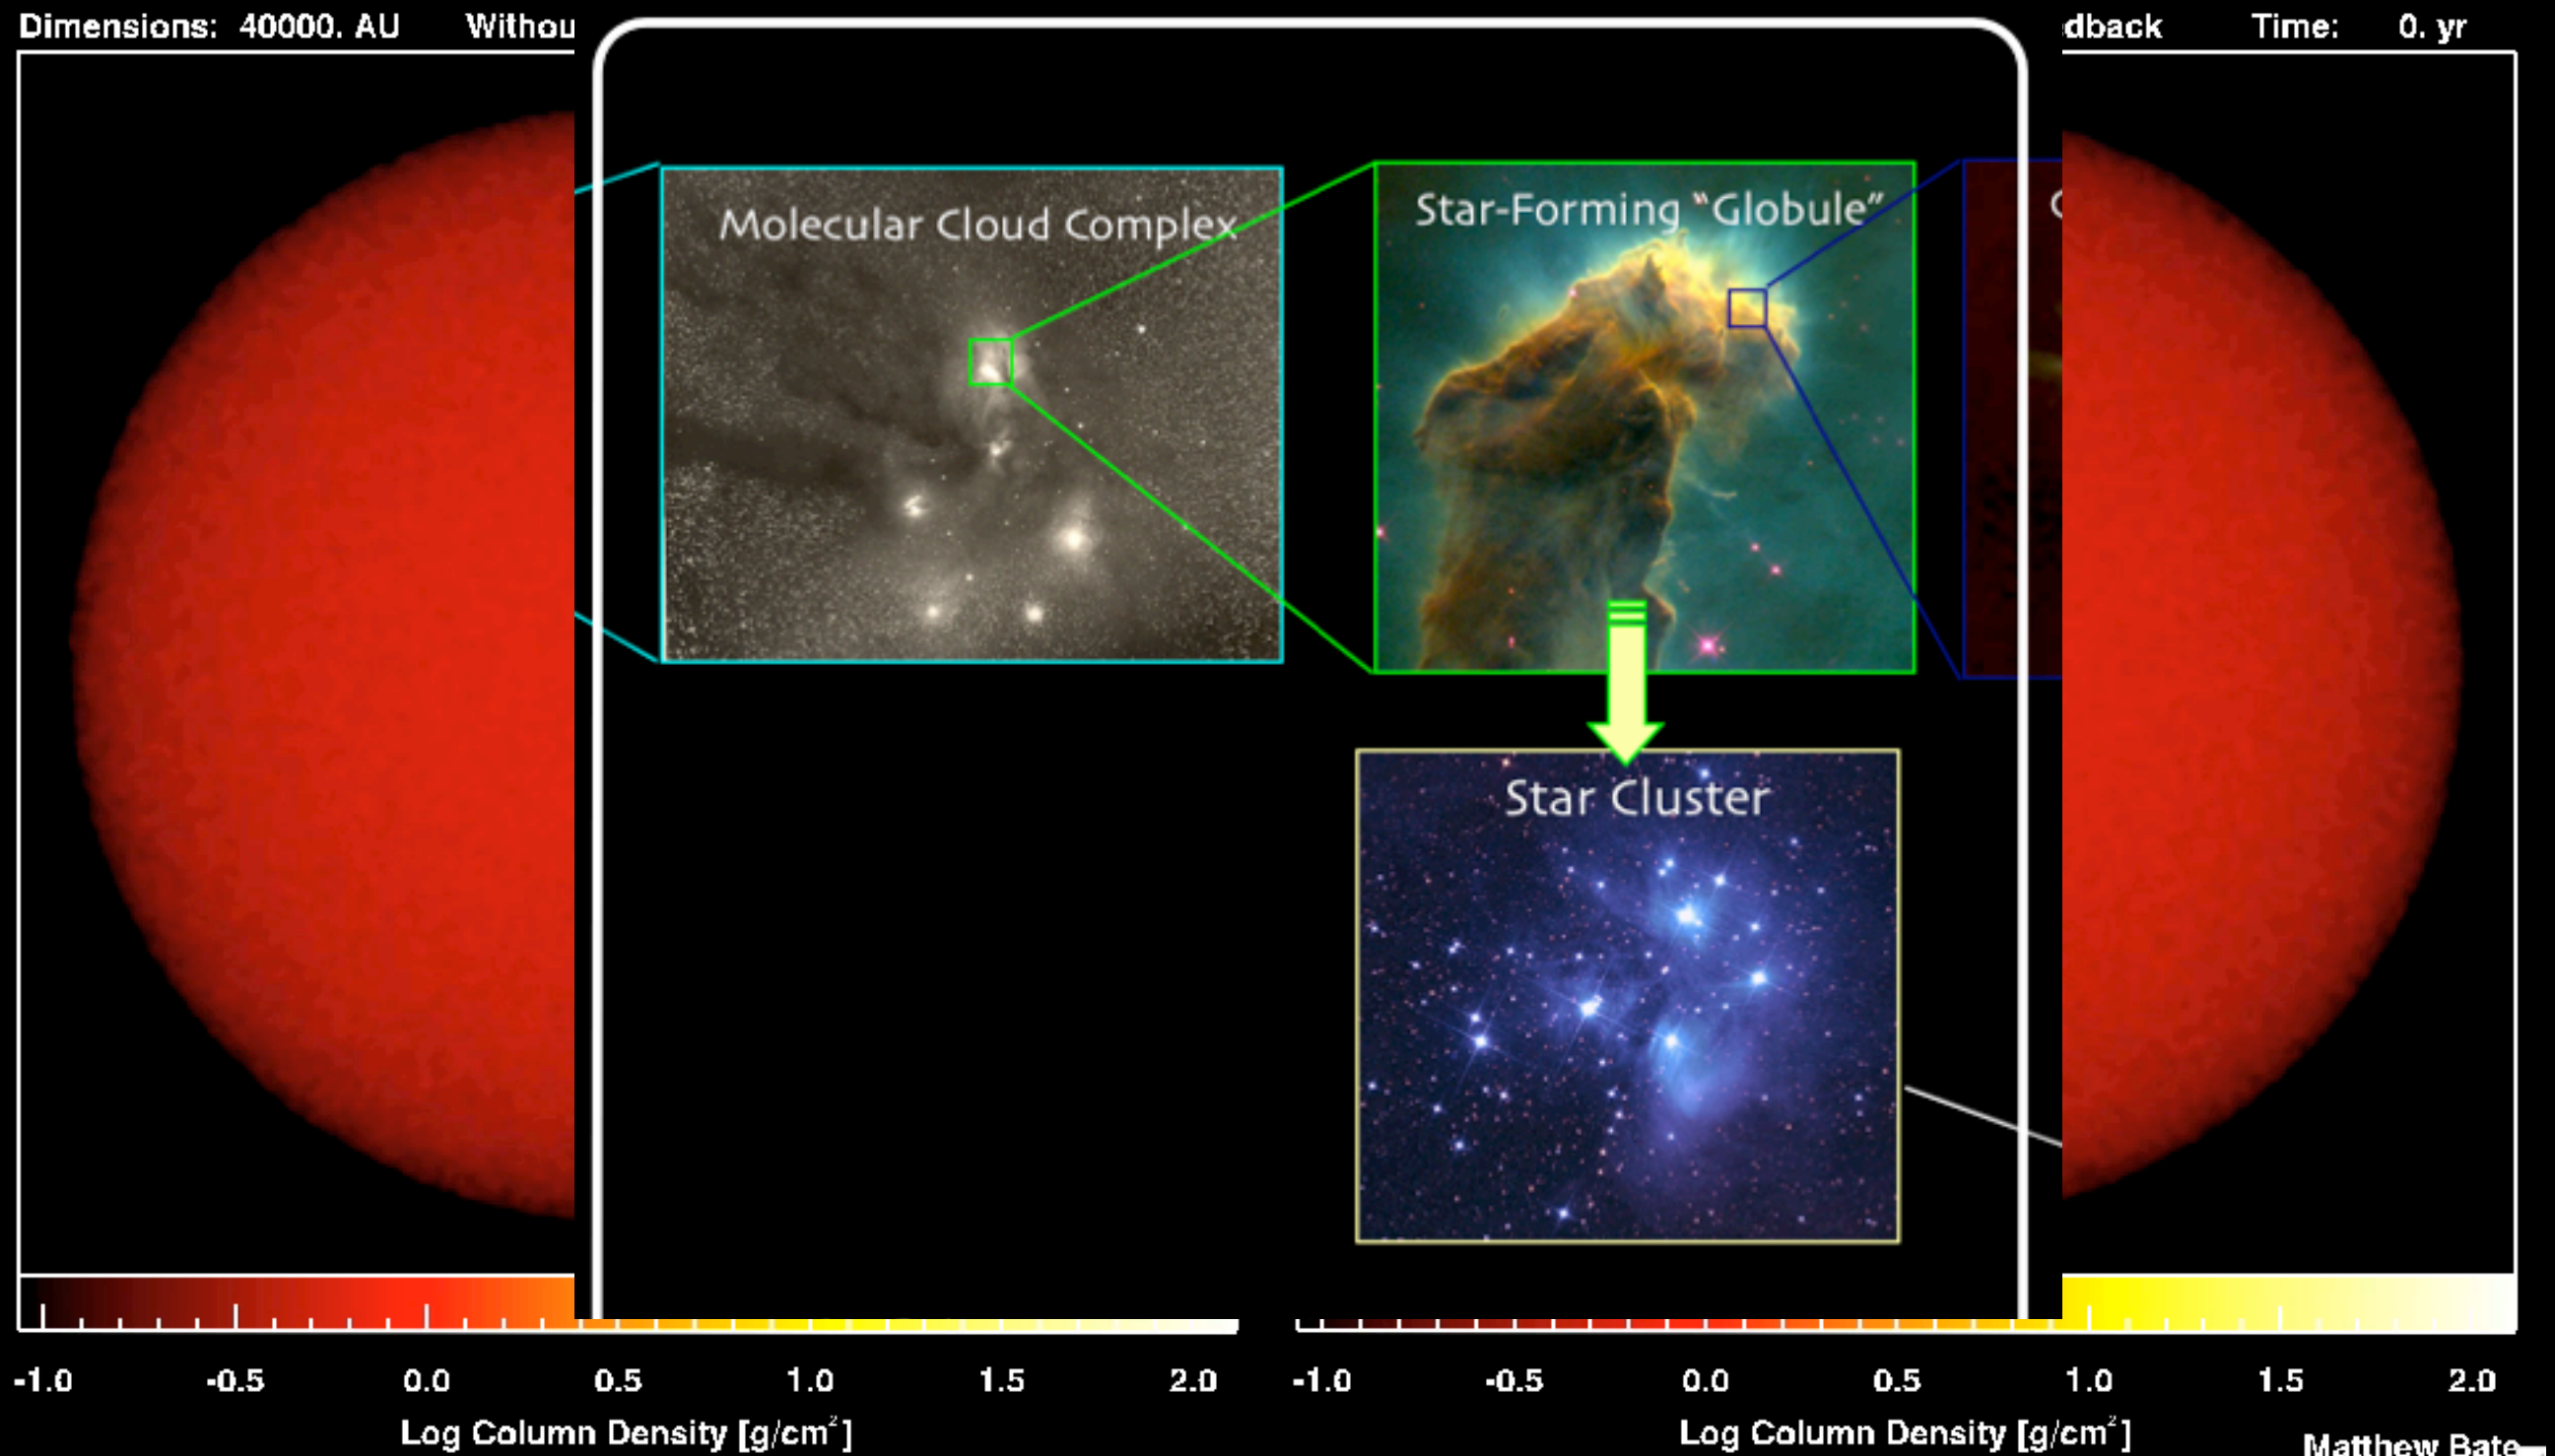 Dimensions: 40000. AU Withou
dback Time: 0. yr
Molecular Cloud Complex
Star-Forming “Globule”
Star Cluster
-1.0 -0.5 0.0 0.5 1.0 1.5 2.0
-1.0 -0.5 0.0 0.5 1.0 1.5 2.0
Log Column Density [g/cm²]
Log Column Density [g/cm²]
Matthew Bate